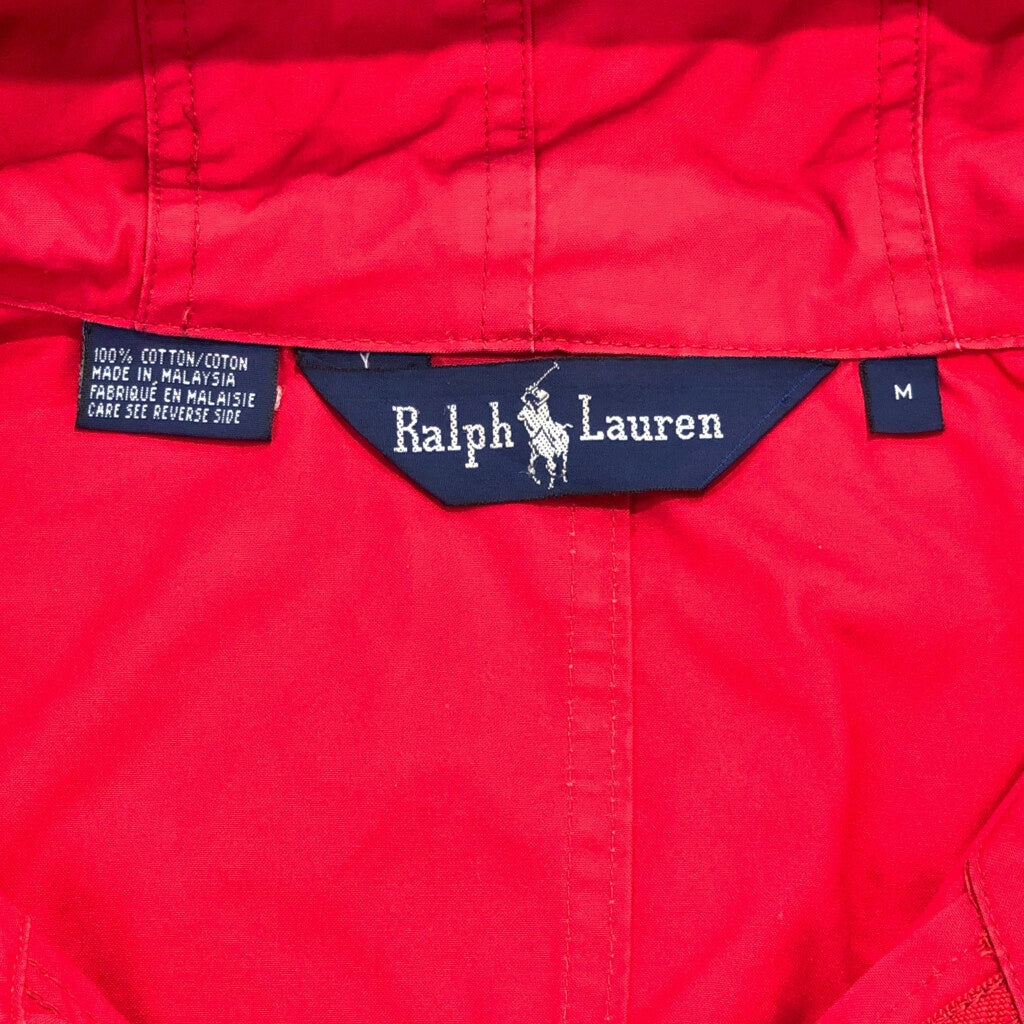 100% COTTON/COTON
MADE IN MALAYSIA
FABRIQUÉ EN MALAISIE
CARE SEE REVERSE SIDE
Y
Ralph Lauren
M